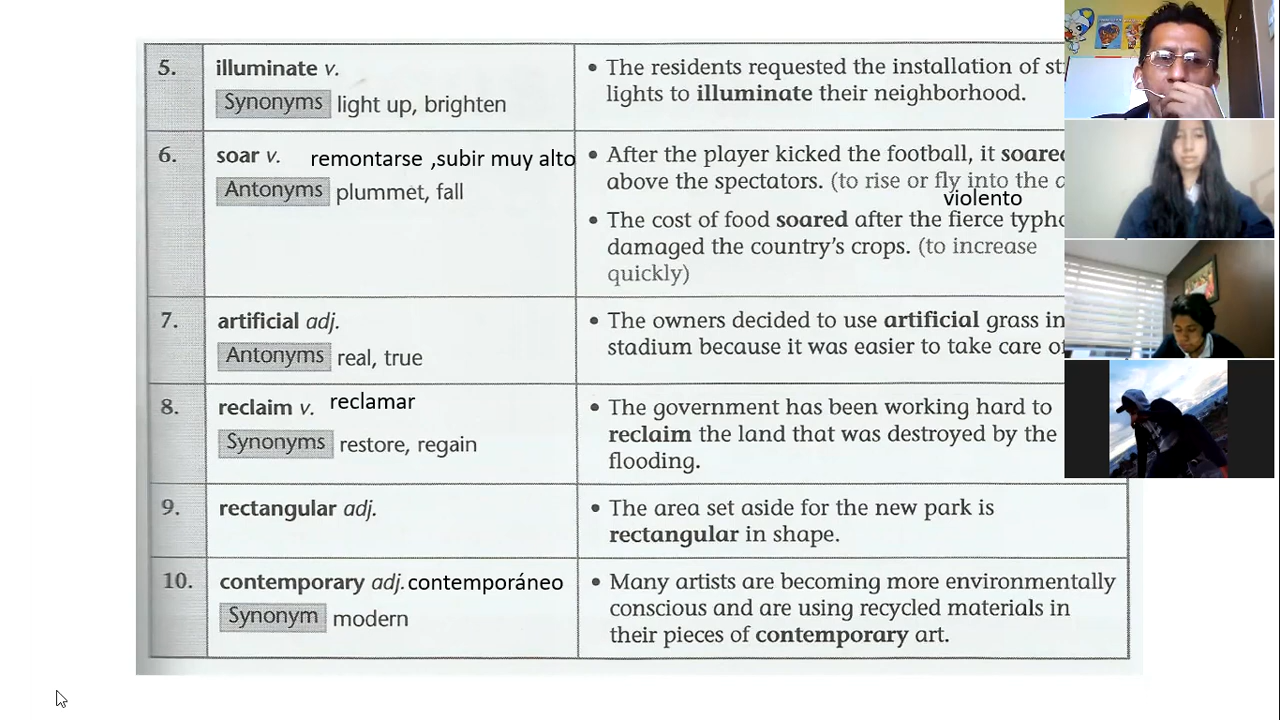 5.
illuminate v.
Synonyms light up, brighten
• The residents requested the installation of
lights to illuminate their neighborhood.
6.
soar v. remontarse ,subir muy alto
Antonyms plummet, fall
• After the player kicked the football, it soared
above the spectators. (to rise or fly into the
violento
• The cost of food soared after the fierce
damaged the country's crops. (to increase
quickly)
7.
artificial adj.
Antonyms real, true
• The owners decided to use artificial grass in
stadium because it was easier to take care
8.
reclaim v. reclamar
Synonyms restore, regain
• The government has been working hard to
reclaim the land that was destroyed by the
flooding.
9.
rectangular adj.
• The area set aside for the new park is
rectangular in shape.
10.
contemporary adj. contemporáneo
Synonym modern
• Many artists are becoming more environmentally
conscious and are using recycled materials in
their pieces of contemporary art.